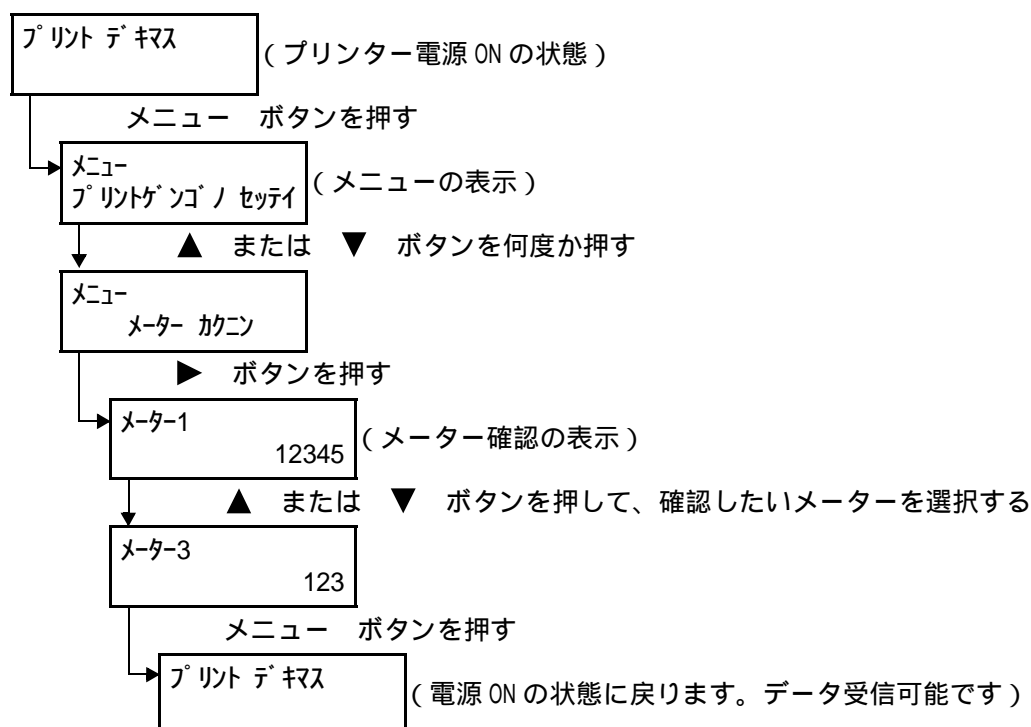 ﾌﾟﾘﾝﾄ ﾃﾞｷﾏｽ
(プリンター電源 ON の状態)
メニュー ボタンを押す
ﾒﾆｭｰ
ﾌﾟﾘﾝﾄｹﾞﾝｺﾞﾉ ｾｯﾃｲ
(メニューの表示)
▲ または ▼ ボタンを何度か押す
ﾒﾆｭｰ
ﾒｰﾀｰ ｶｸﾆﾝ
▶ ボタンを押す
ﾒｰﾀｰ1
12345
(メーター確認の表示)
▲ または ▼ ボタンを押して、確認したいメーターを選択する
ﾒｰﾀｰ3
123
メニュー ボタンを押す
ﾌﾟﾘﾝﾄ ﾃﾞｷﾏｽ
(電源 ON の状態に戻ります。データ受信可能です)